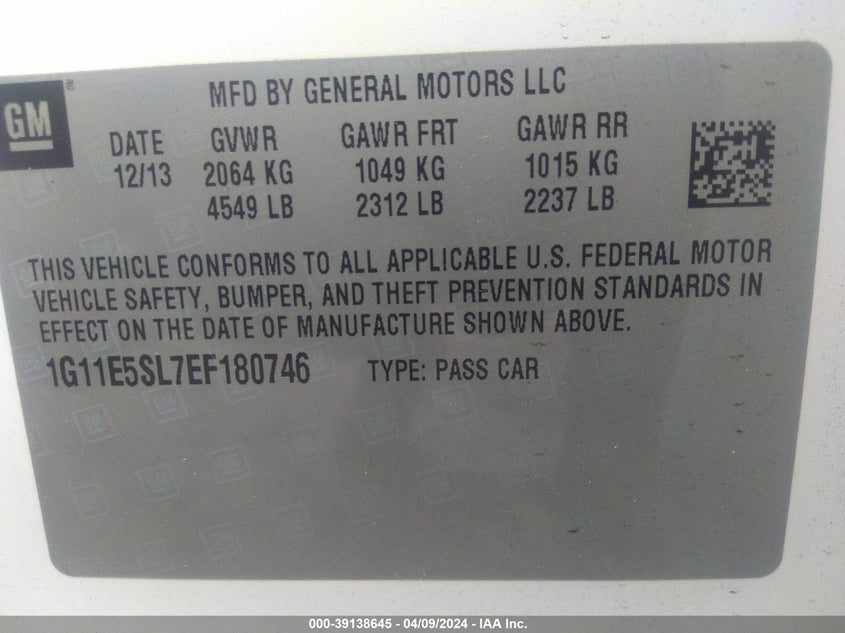 GM
®
MFD BY GENERAL MOTORS LLC
DATE GVWR GAWR FRT GAWR RR
12/13 2064 KG 1049 KG 1015 KG
4549 LB 2312 LB 2237 LB
THIS VEHICLE CONFORMS TO ALL APPLICABLE U.S. FEDERAL MOTOR
VEHICLE SAFETY, BUMPER, AND THEFT PREVENTION STANDARDS IN
EFFECT ON THE DATE OF MANUFACTURE SHOWN ABOVE.
1G11E5SL7EF180746 TYPE: PASS CAR
000-39138645 - 04/09/2024 - IAA Inc.